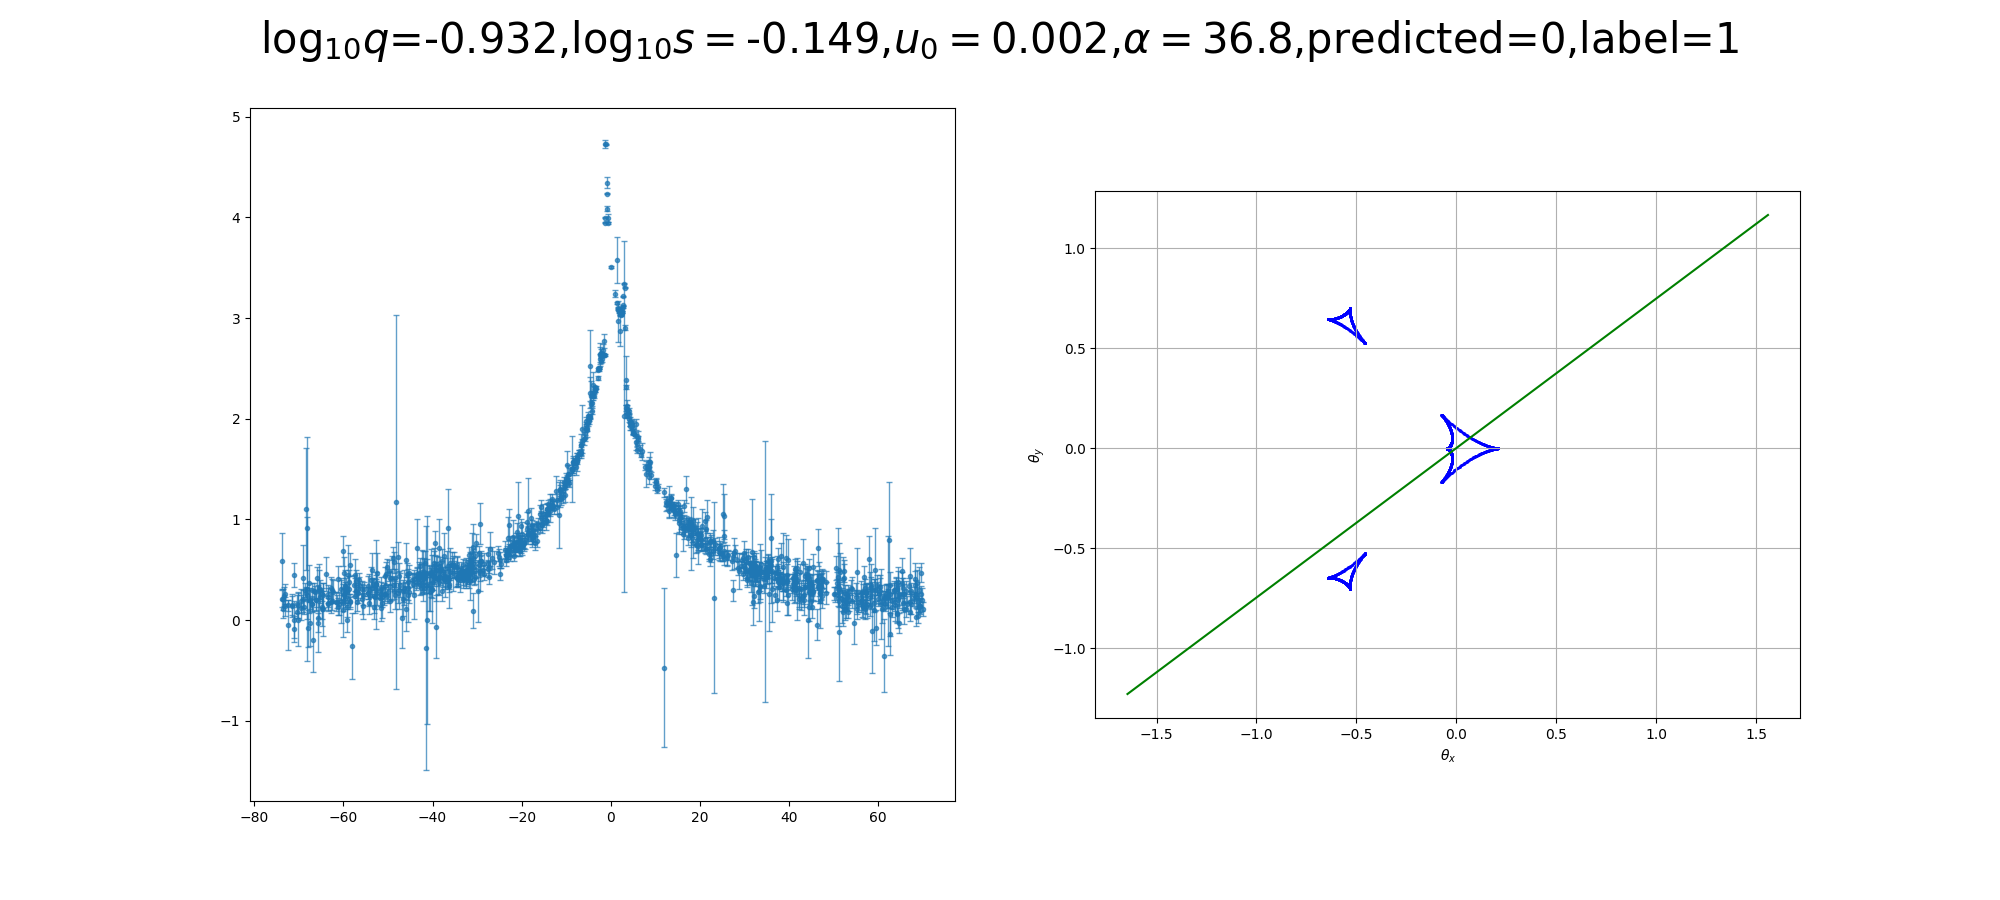 log₁₀q=-0.932,log₁₀s = -0.149,u₀ = 0.002,α = 36.8,predicted=0,label=1
5
4
3
2
1
0
−1
−80 −60 −40 −20 0 20 40 60
1.0
0.5
0.0
−0.5
−1.0
θy
−1.5 −1.0 −0.5 0.0 0.5 1.0 1.5
θx